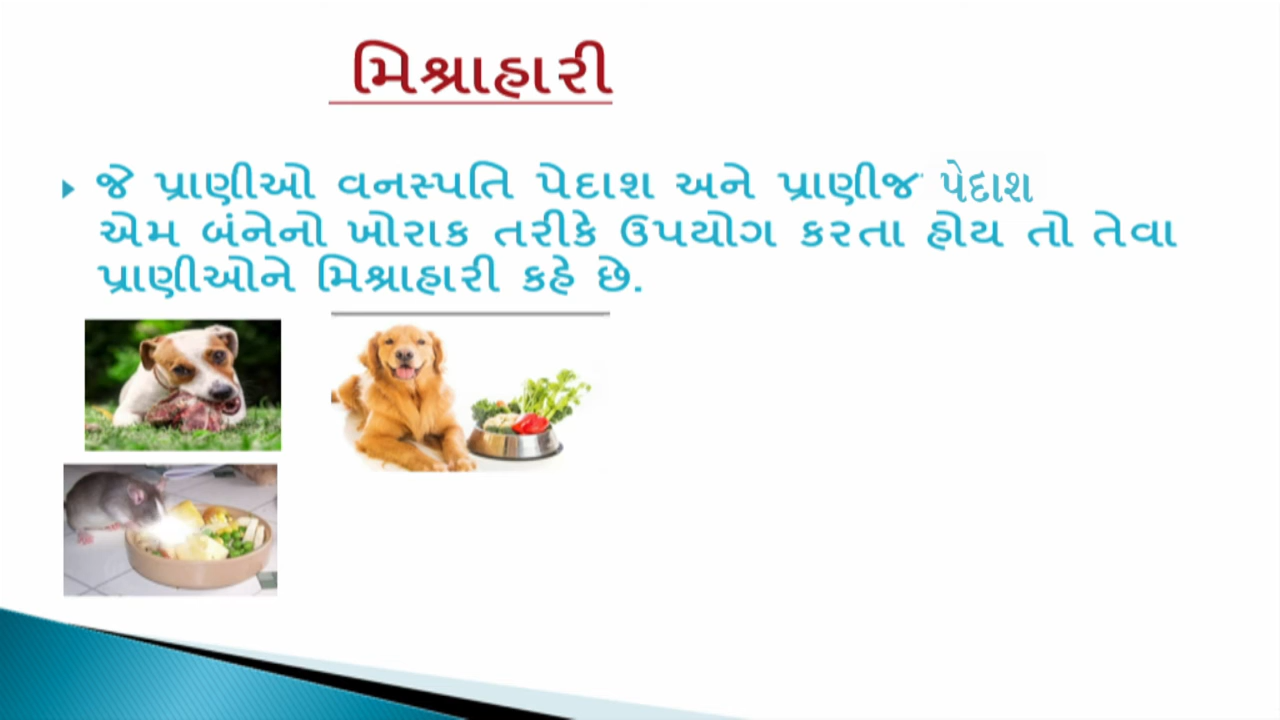 મિશ્રાહારી
જે પ્રાણીઓ વનસ્પતિ પેદાશ અને પ્રાણીજ પેદાશ
એમ બંનેનો ખોરાક તરીકે ઉપયોગ કરતા હોય તો તેવા
પ્રાણીઓને મિશ્રાહારી કહે છે.